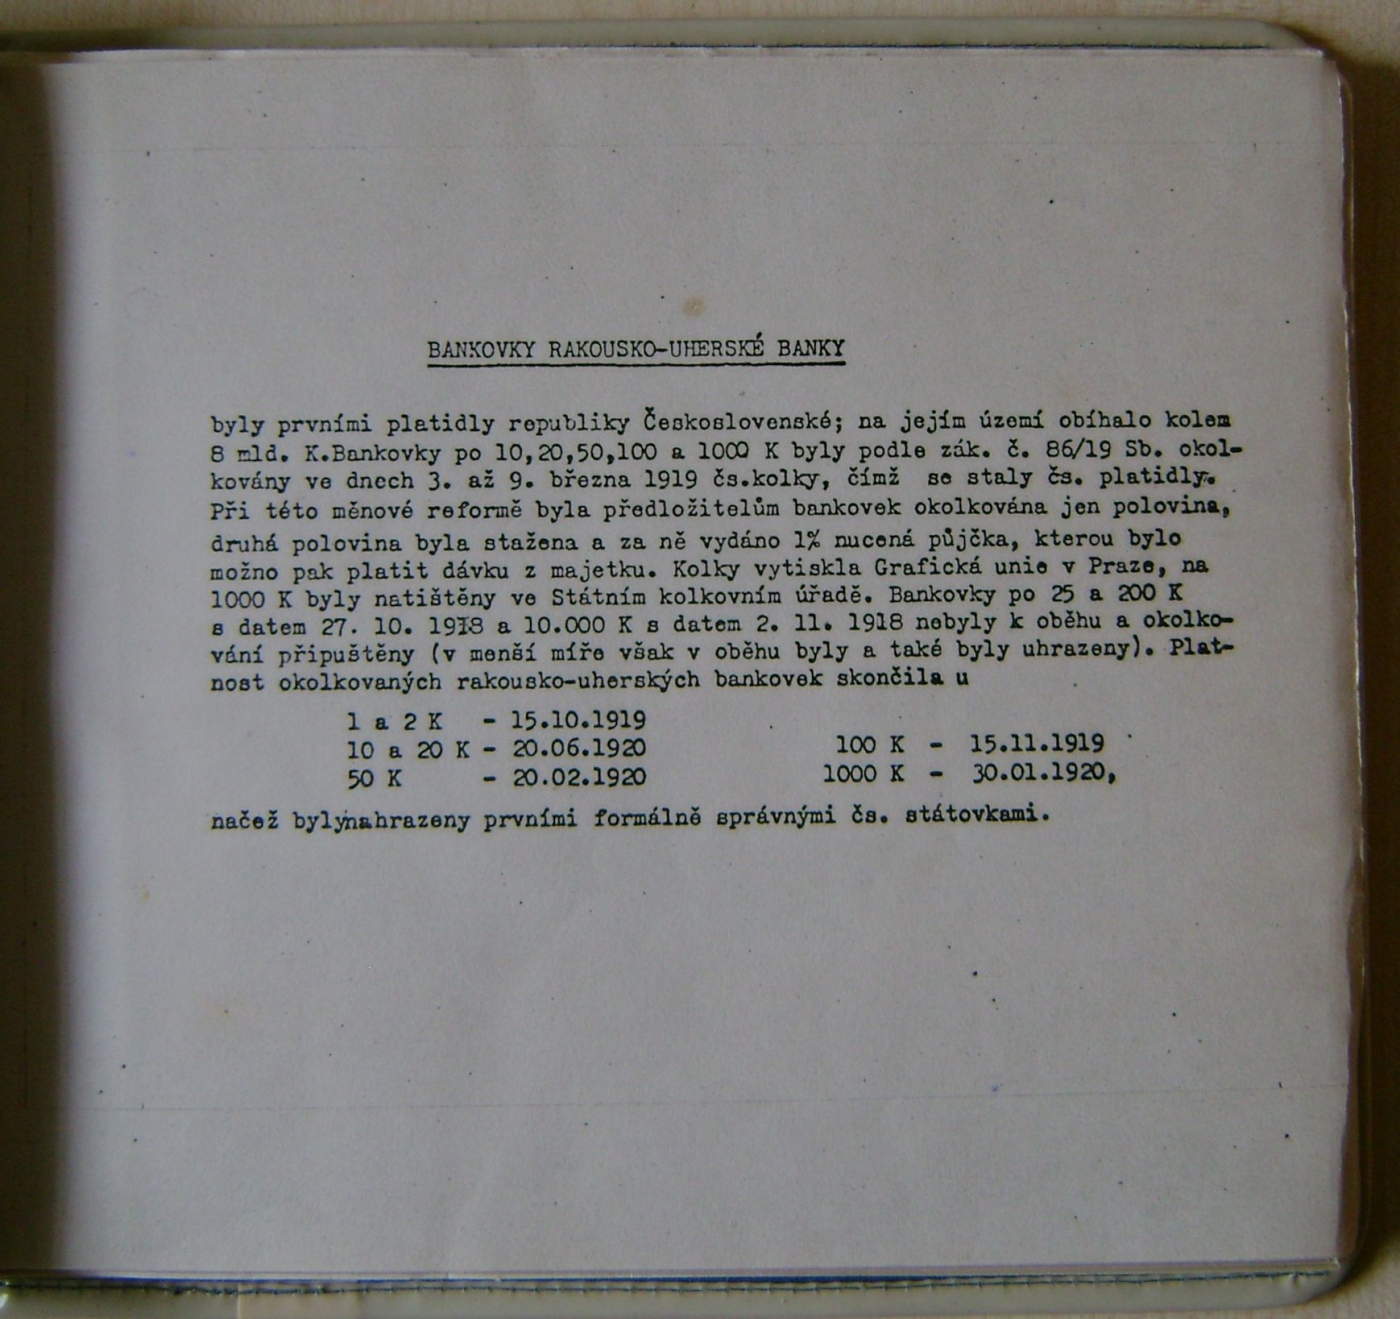 BANKOVKY RAKOUSKO-UHERSKÉ BANKY
byly prvními platidly republiky Československé; na jejím území obíhalo kolem
8 mld. K.Bankovky po 10,20,50,100 a 1000 K byly podle zák. č. 86/19 Sb. okol-
kovány ve dnech 3. až 9. března 1919 čs.kolky, čímž se staly čs. platidly.
Při této měnové reformě byla předložitelům bankovek okolkována jen polovina,
druhá polovina byla stažena a za ně vydáno 1% nucená půjčka, kterou bylo
možno pak platit dávku z majetku. Kolky vytiskla Grafická unie v Praze, na
1000 K byly natištěny ve Státním kolkovním úřadě. Bankovky po 25 a 200 K
s datem 27. 10. 1918 a 10.000 K s datem 2. 11. 1918 nebyly k oběhu a okolko-
vání připuštěny (v menší míře však v oběhu byly a také byly uhrazeny). Plat-
nost okolkovaných rakousko-uherských bankovek skončila u
1 a 2 K - 15.10.1919
10 a 20 K - 20.06.1920 100 K - 15.11.1919
50 K - 20.02.1920 1000 K - 30.01.1920,
načež bylynahrazeny prvními formálně správnými čs. státovkami.